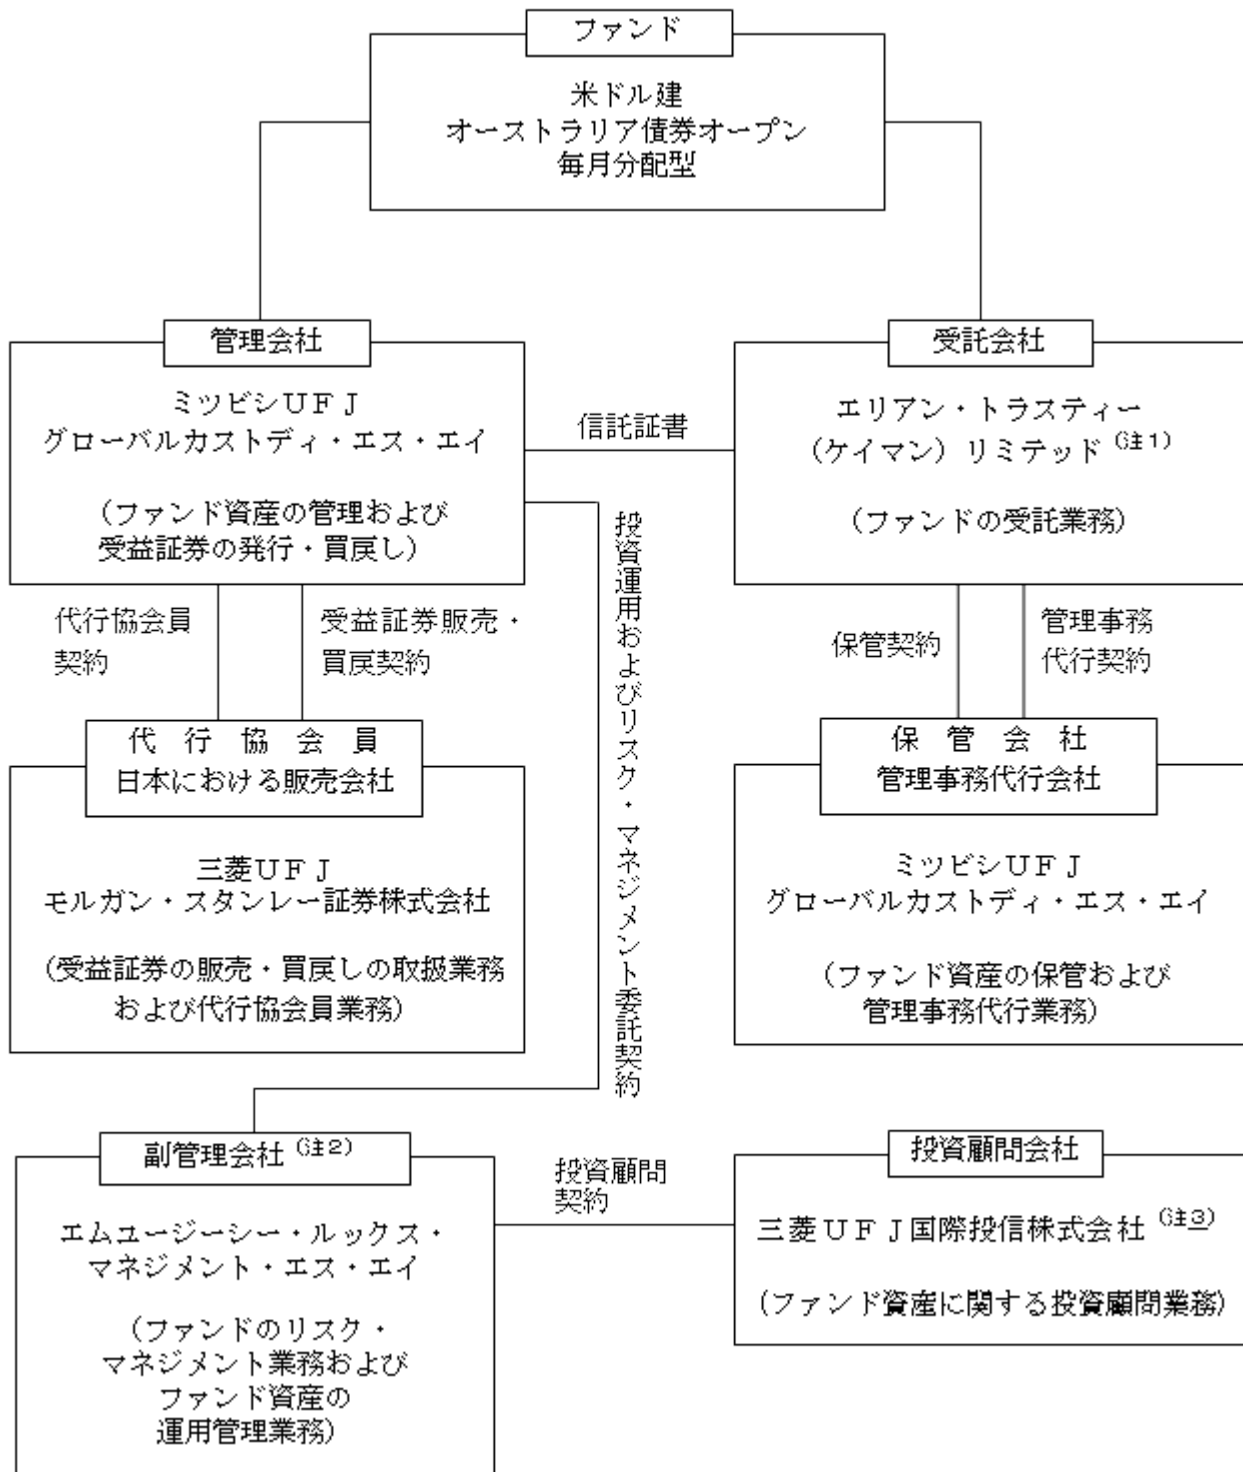 ファンド
米ドル建
オーストラリア債券オープン
毎月分配型
管理会社
ミツビシＵＦＪ
グローバルカストディ・エス・エイ
（ファンド資産の管理および
受益証券の発行・買戻し）
信託証書
受託会社
エリアン・トラスティー
（ケイマン）リミテッド（注１）
（ファンドの受託業務）
代行協会員
契約
受益証券販売・
買戻契約
投資運用およびリスク・マネジメント委託契約
保管契約
管理事務
代行契約
代行協会員
日本における販売会社
三菱ＵＦＪ
モルガン・スタンレー証券株式会社
（受益証券の販売・買戻しの取扱業務
および代行協会員業務）
保管会社
管理事務代行会社
ミツビシＵＦＪ
グローバルカストディ・エス・エイ
（ファンド資産の保管および
管理事務代行業務）
副管理会社（注２）
エムユージーシー・ルックス・
マネジメント・エス・エイ
（ファンドのリスク・
マネジメント業務および
ファンド資産の
運用管理業務）
投資顧問
契約
投資顧問会社
三菱ＵＦＪ国際投信株式会社（注３）
（ファンド資産に関する投資顧問業務）